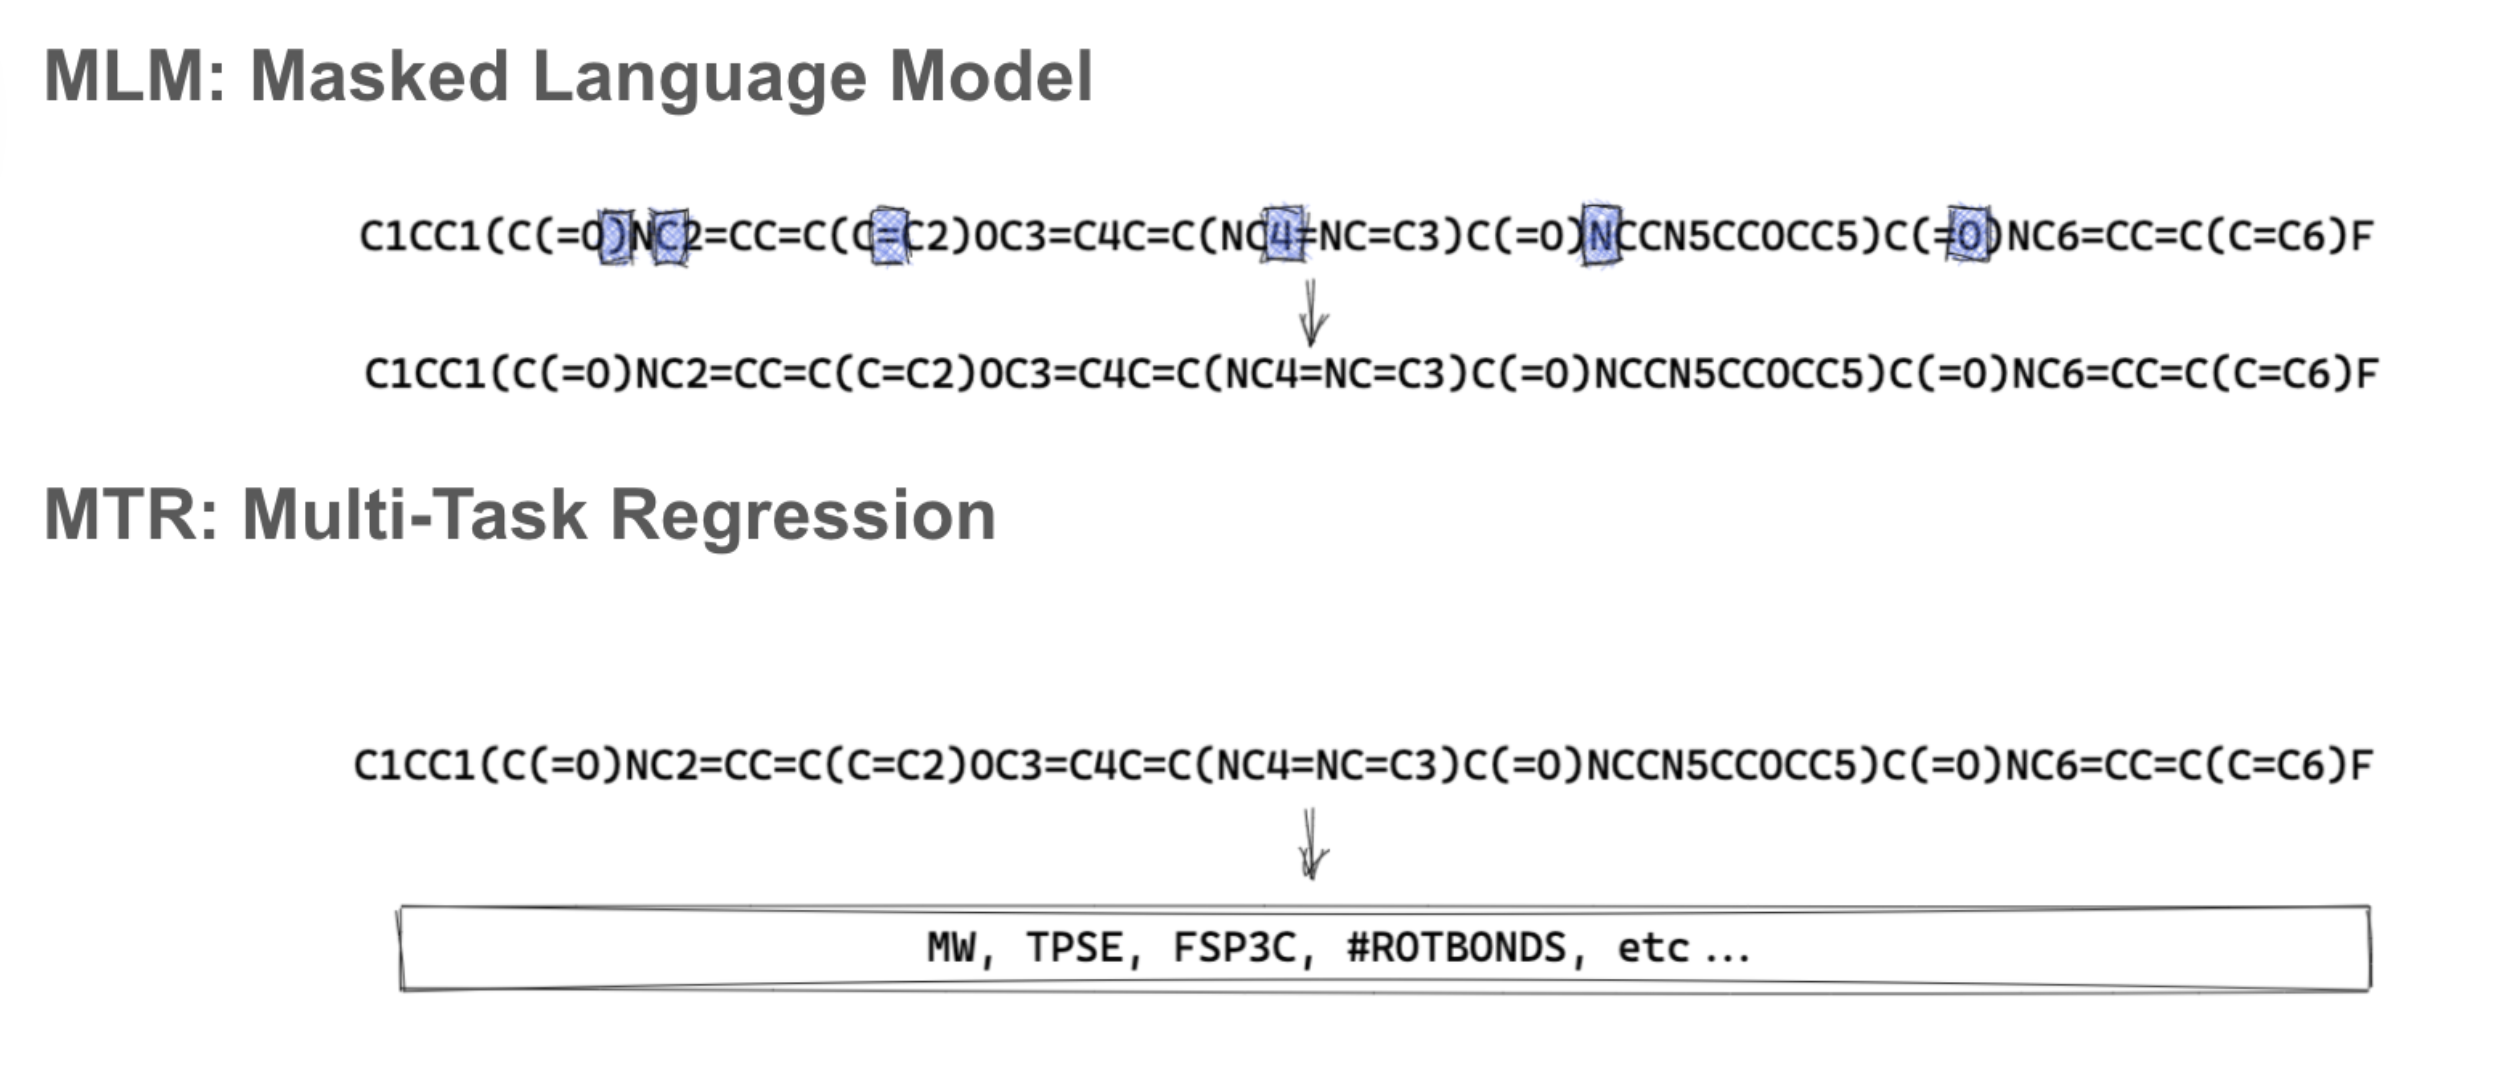 MLM: Masked Language Model
C1CC1(C(=O)NC2=CC=C(C=C2)OC3=C4C=C(NC4=NC=C3)C(=O)NCCN5CCOCC5)C(=O)NC6=CC=C(C=C6)F
C1CC1(C(=O)NC2=CC=C(C=C2)OC3=C4C=C(NC4=NC=C3)C(=O)NCCN5CCOCC5)C(=O)NC6=CC=C(C=C6)F
MTR: Multi-Task Regression
C1CC1(C(=O)NC2=CC=C(C=C2)OC3=C4C=C(NC4=NC=C3)C(=O)NCCN5CCOCC5)C(=O)NC6=CC=C(C=C6)F
MW, TPSE, FSP3C, #ROTBONDS, etc...